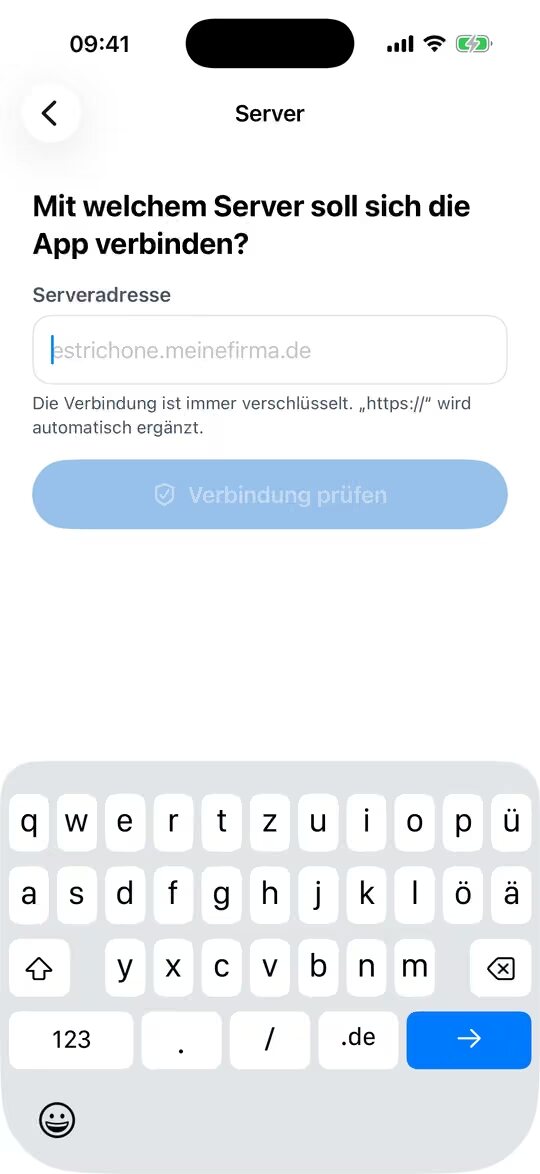 09:41
Server
Mit welchem Server soll sich die
App verbinden?
Serveradresse
estrichone.meinefirma.de
Die Verbindung ist immer verschlüsselt. „https://“ wird
automatisch ergänzt.
Verbindung prüfen
q w e r t z u i o p ü
a s d f g h j k l ö ä
y x c v b n m
123 . / .de